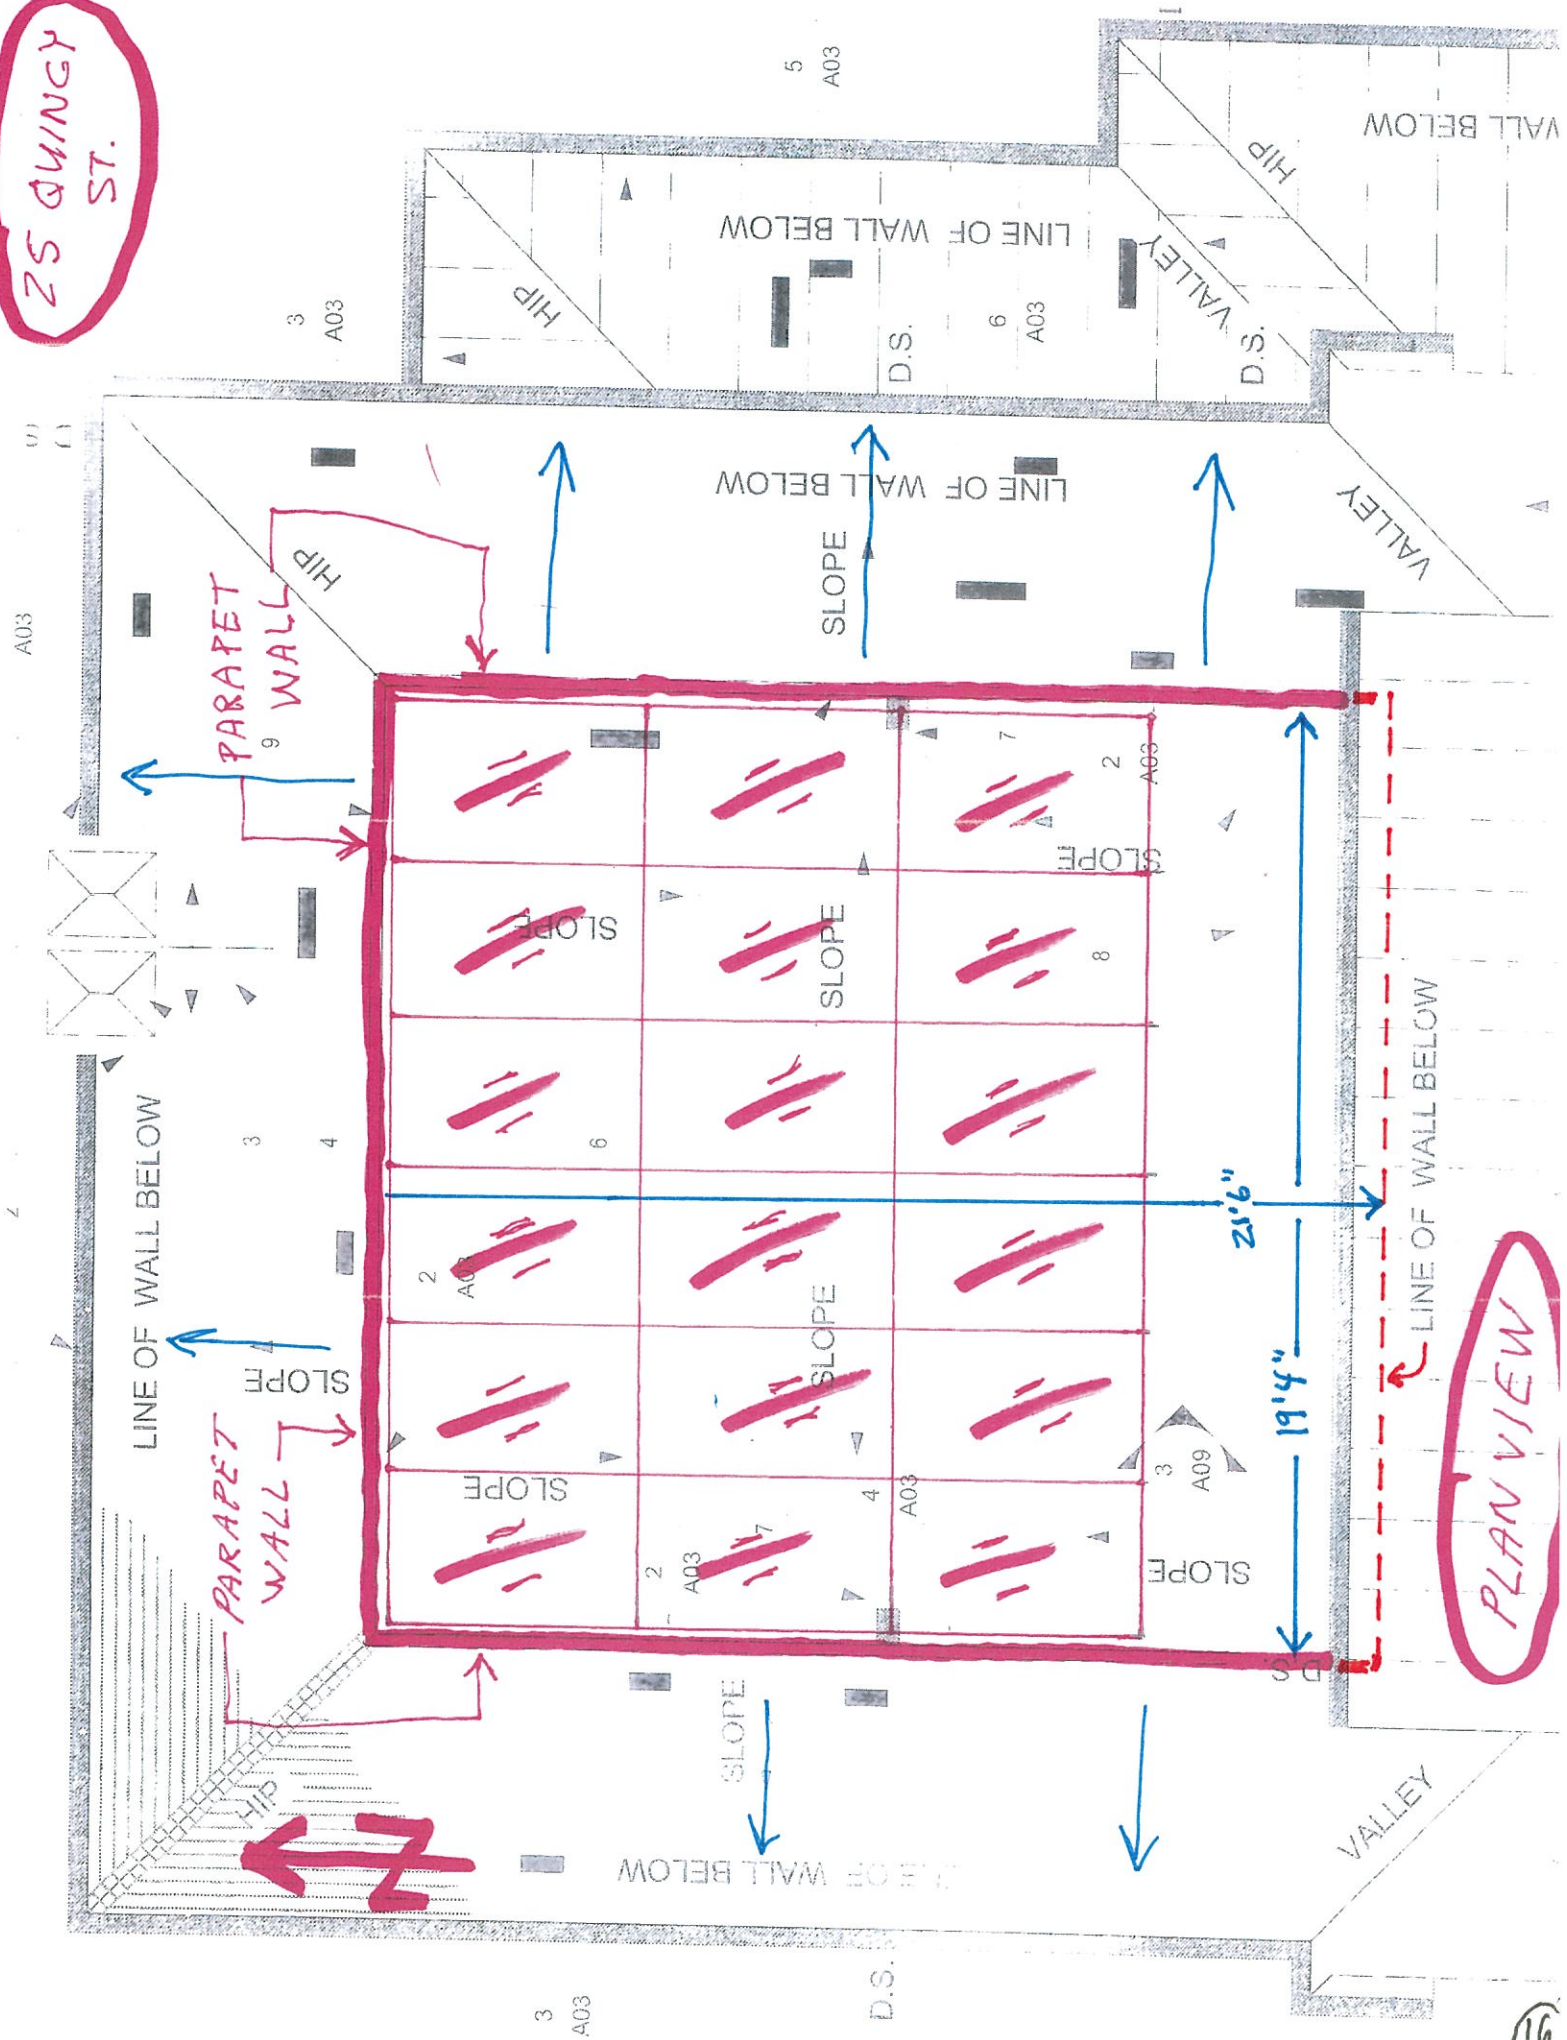 25 QUINCY
ST.
A03
5
A03
3
A03
HIP
LINE OF WALL BELOW
HIP
VALLEY
VALLEY
D.S.
6
A03
D.S.
LINE OF WALL BELOW
SLOPE
VALLEY
HIP
PARAPET
WALL
9
LINE OF WALL BELOW
3
4
SLOPE
PARAPET
WALL
7
2
A03
SLOPE
SLOPE
SLOPE
8
6
2
A03
SLOPE
SLOPE
4
A03
2
A03
7
3
A09
SLOPE
21'6"
19'4"
LINE OF WALL BELOW
D.S.
PLAN VIEW
HIP
N
SLOPE
OF WALL BELOW
VALLEY
3
A03
D.S.
16